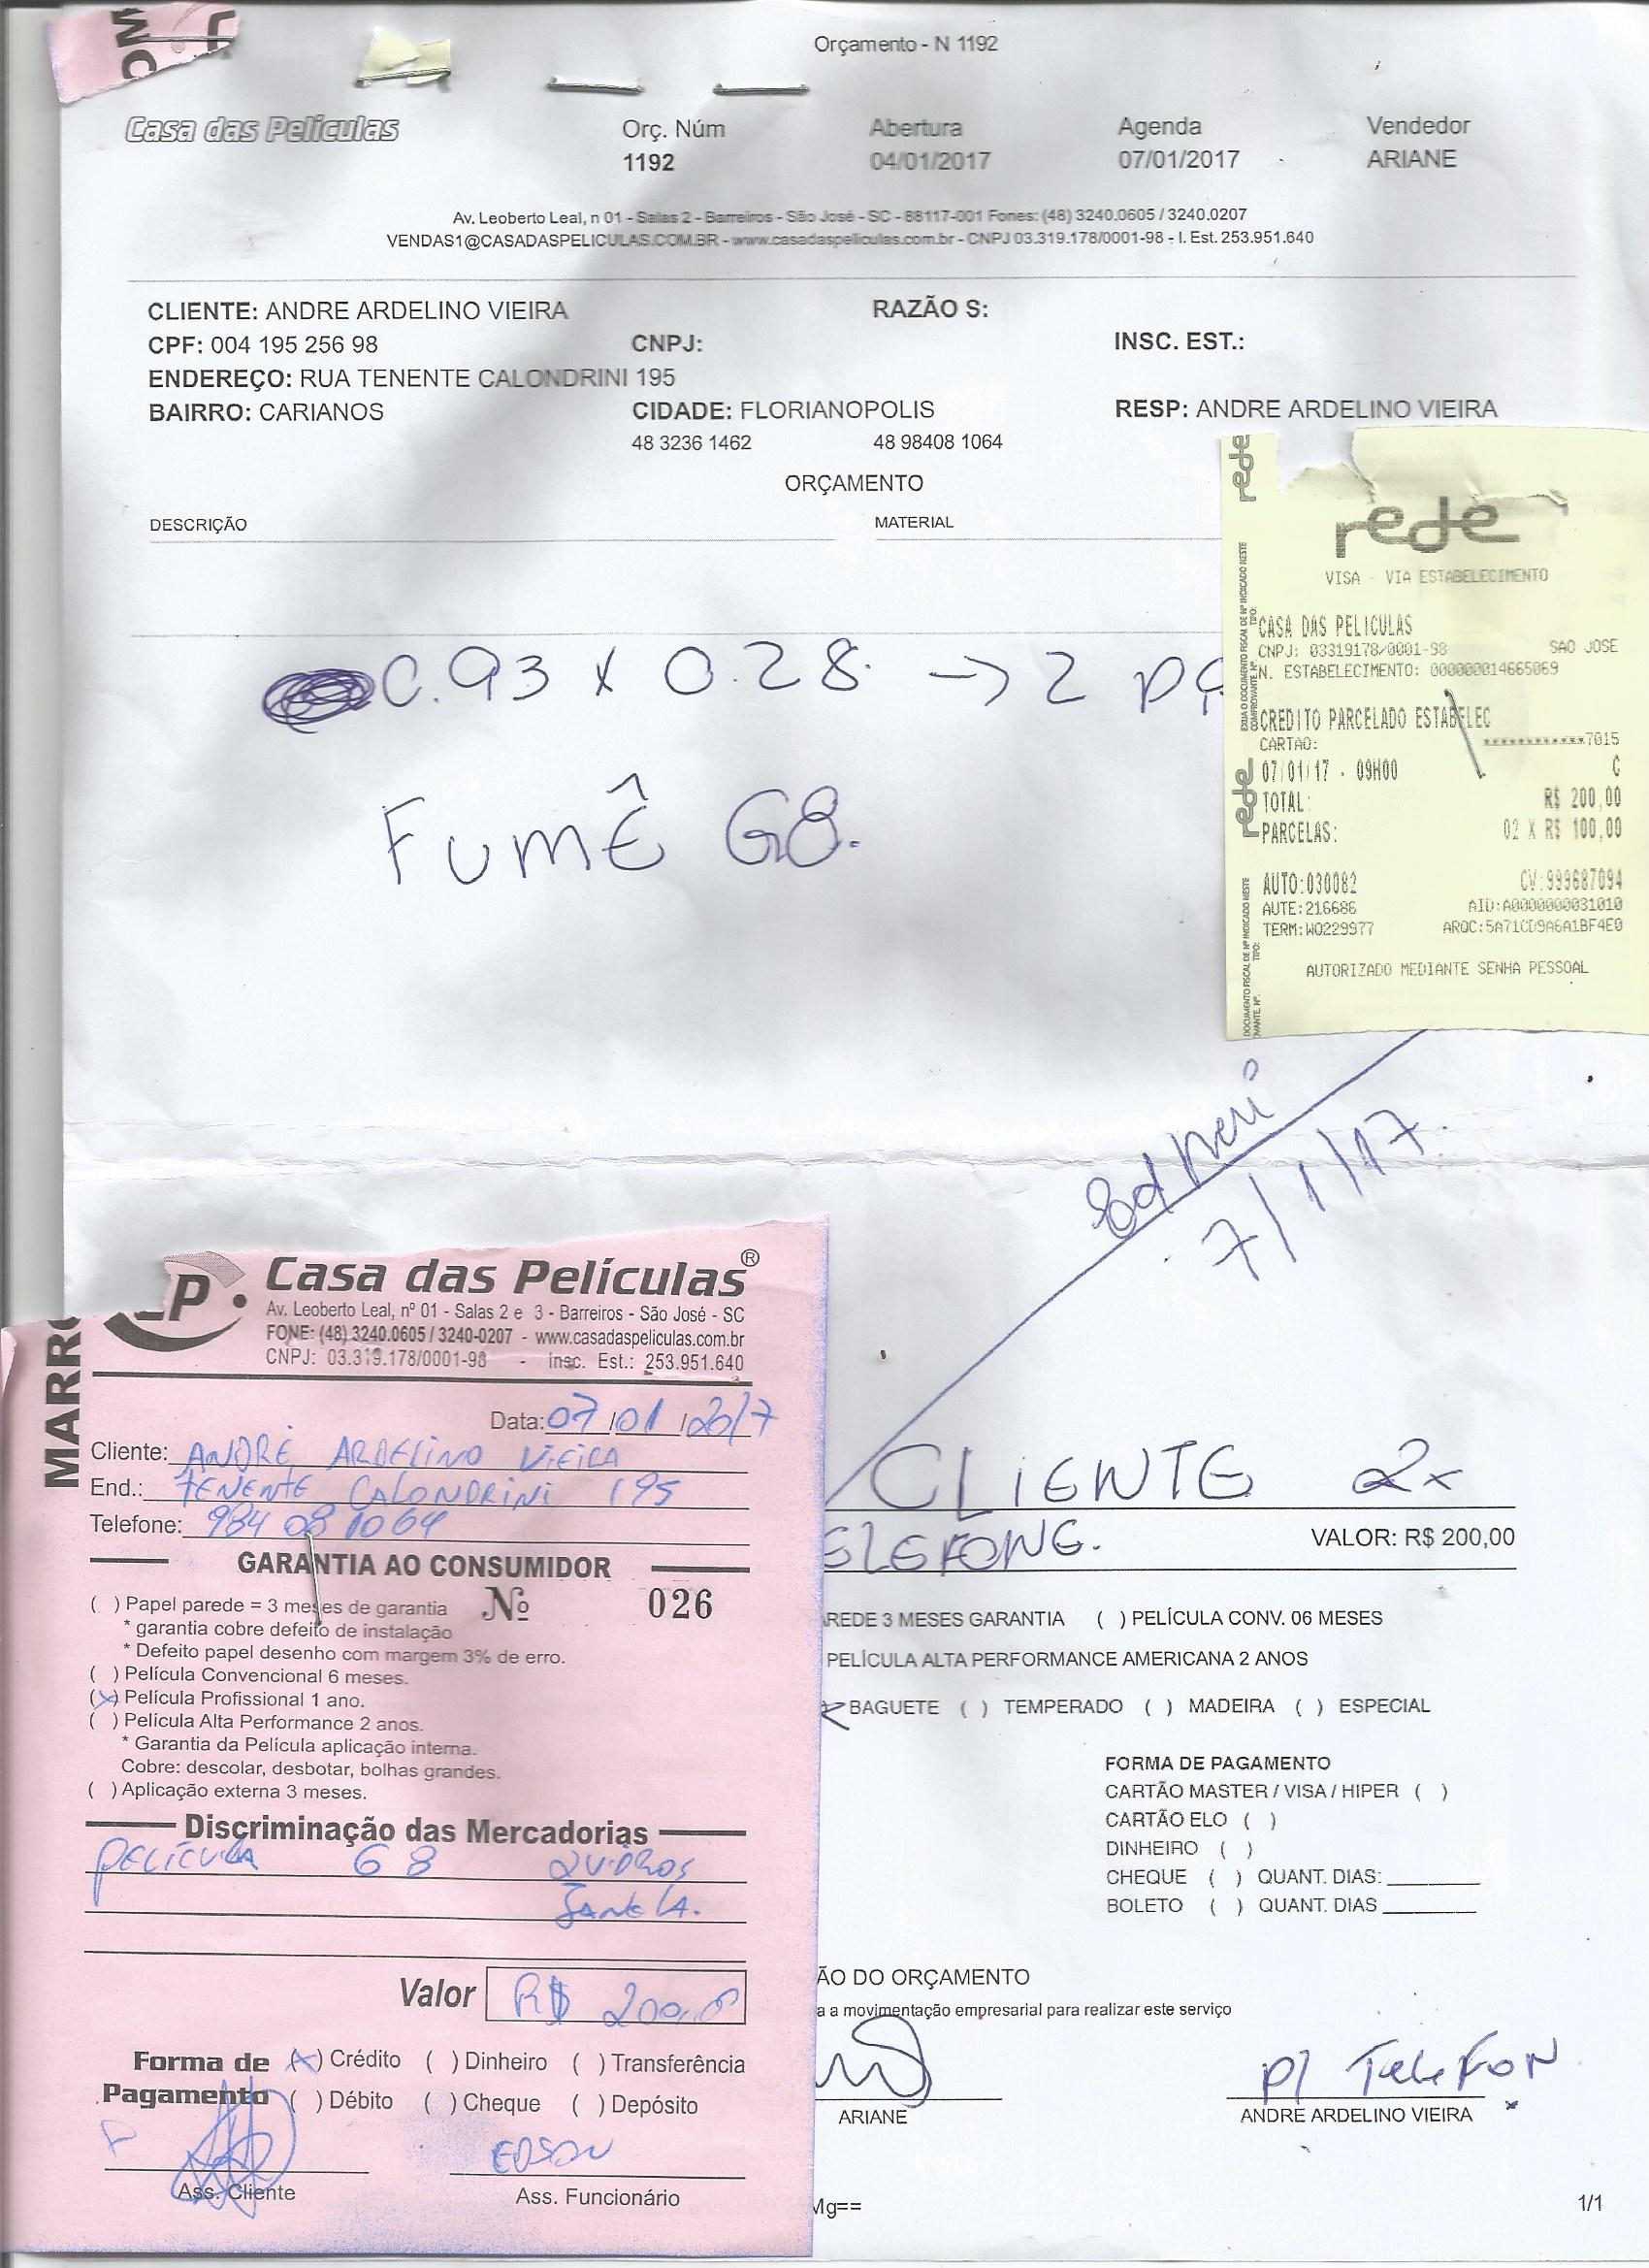 Orçamento - N 1192
Casa das Películas
Orç. Núm Abertura Agenda Vendedor
1192 04/01/2017 07/01/2017 ARIANE
Av. Leoberto Leal, n 01 - Salas 2 - Barreiros - São José - SC - 88117-001 Fones: (48) 3240.0605 / 3240.0207
VENDAS1@CASADASPELICULAS.COM.BR - www.casadaspeliculas.com.br - CNPJ 03.319.178/0001-98 - I. Est. 253.951.640
CLIENTE: ANDRE ARDELINO VIEIRA RAZÃO S:
CPF: 004 195 256 98 CNPJ: INSC. EST.:
ENDEREÇO: RUA TENENTE CALONDRINI 195
BAIRRO: CARIANOS CIDADE: FLORIANOPOLIS RESP: ANDRE ARDELINO VIEIRA
48 3236 1462 48 98408 1064
ORÇAMENTO
DESCRIÇÃO MATERIAL
0.93 x 0.28 → 2 pç
FUMÊ G8.
rede
rede
VISA - VIA ESTABELECIMENTO
CASA DAS PELICULAS
CNPJ: 03319178/0001-98 SAO JOSE
N. ESTABELECIMENTO: 000000014665069
CREDITO PARCELADO ESTABELEC
CARTAO: ************7015
07/01/17 - 09H00 C
TOTAL: R$ 200,00
PARCELAS: 02 X R$ 100,00
AUTO:030082 CV:999687094
AUTE:216686 AID:A0000000031010
TERM:WO229977 ARQC:5A71CD9A6A1BF4E0
AUTORIZADO MEDIANTE SENHA PESSOAL
rede
Edineri
7/1/17.
MARRO
Casa das Películas®
Av. Leoberto Leal, nº 01 - Salas 2 e 3 - Barreiros - São José - SC
FONE: (48) 3240.0605 / 3240-0207 - www.casadaspeliculas.com.br
CNPJ: 03.319.178/0001-98 - insc. Est.: 253.951.640
Data: 07/01/2017
Cliente: ANDRÉ ARDELINO VIEIRA
End.: TENENTE CALONDRINI 195
Telefone: 984 08 1064
GARANTIA AO CONSUMIDOR
Nº 026
( ) Papel parede = 3 meses de garantia
* garantia cobre defeito de instalação
* Defeito papel desenho com margem 3% de erro.
( ) Película Convencional 6 meses.
(x) Película Profissional 1 ano.
( ) Película Alta Performance 2 anos.
* Garantia da Película aplicação interna.
Cobre: descolar, desbotar, bolhas grandes.
( ) Aplicação externa 3 meses.
Discriminação das Mercadorias
PELÍCULA G8 2 VIDROS
JANELA.
Valor R$ 200,0
Forma de Pagamento (x) Crédito ( ) Dinheiro ( ) Transferência
( ) Débito ( ) Cheque ( ) Depósito
EDSON
Ass. Cliente Ass. Funcionário
CLIENTE 2x
ELEFONE. VALOR: R$ 200,00
AREDE 3 MESES GARANTIA ( ) PELÍCULA CONV. 06 MESES
PELÍCULA ALTA PERFORMANCE AMERICANA 2 ANOS
BAGUETE ( ) TEMPERADO ( ) MADEIRA ( ) ESPECIAL
FORMA DE PAGAMENTO
CARTÃO MASTER / VISA / HIPER ( )
CARTÃO ELO ( )
DINHEIRO ( )
CHEQUE ( ) QUANT. DIAS:
BOLETO ( ) QUANT. DIAS
ÃO DO ORÇAMENTO
a a movimentação empresarial para realizar este serviço
P/ TELEFON
ARIANE ANDRE ARDELINO VIEIRA
Mg== 1/1